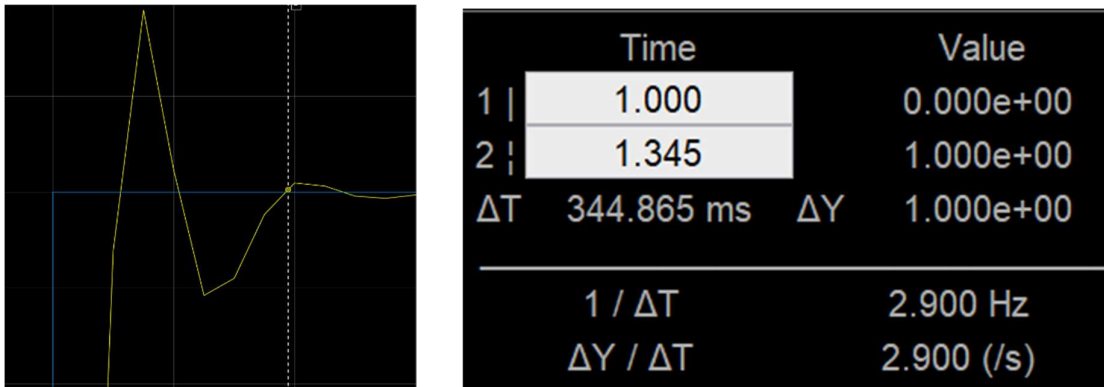 Time Value
1 | 1.000 0.000e+00
2 ¦ 1.345 1.000e+00
ΔT 344.865 ms ΔY 1.000e+00
1 / ΔT 2.900 Hz
ΔY / ΔT 2.900 (/s)